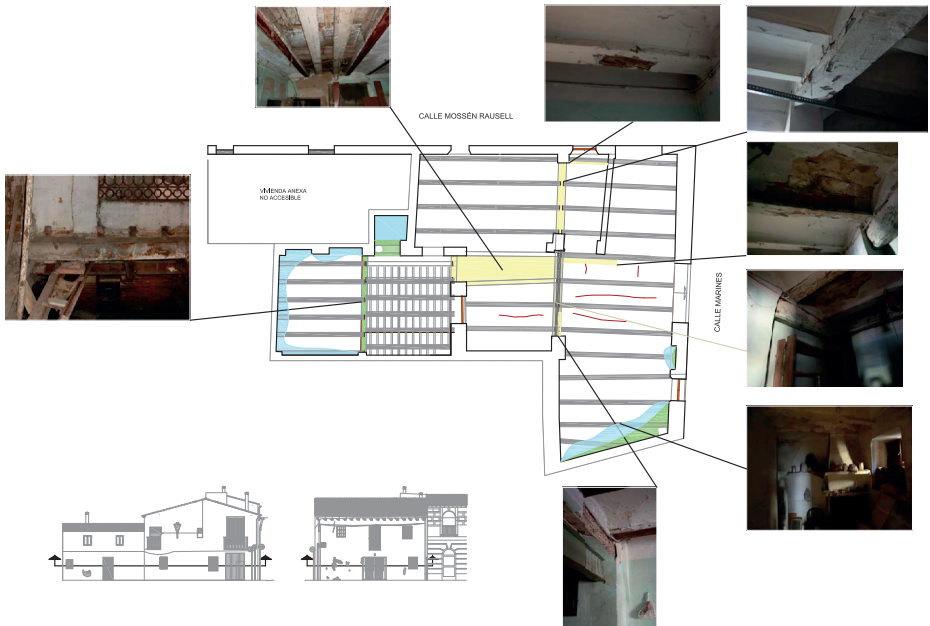 CALLE MOSSÉN RAUSELL
VIVIENDA ANEXA
NO ACCESIBLE
CALLE MARINES